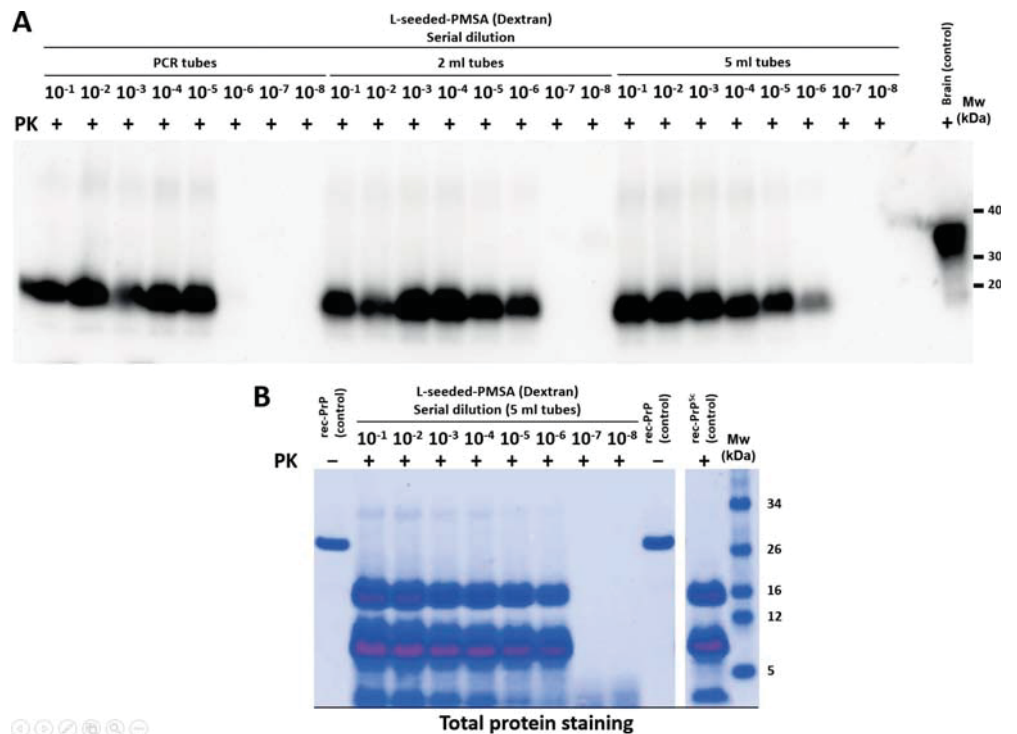 A
L-seeded-PMSA (Dextran)
Serial dilution
PCR tubes 2 ml tubes 5 ml tubes
10-1 10-2 10-3 10-4 10-5 10-6 10-7 10-8 10-1 10-2 10-3 10-4 10-5 10-6 10-7 10-8 10-1 10-2 10-3 10-4 10-5 10-6 10-7 10-8 Brain (control) Mw
PK + + + + + + + + + + + + + + + + + + + + + + + + + (kDa)
40
30
20
B
rec-PrP (control)
L-seeded-PMSA (Dextran)
Serial dilution (5 ml tubes)
10-1 10-2 10-3 10-4 10-5 10-6 10-7 10-8
rec-PrP (control)
rec-PrPSc (control)
Mw
(kDa)
PK – + + + + + + + + – +
34
26
16
12
5
Total protein staining